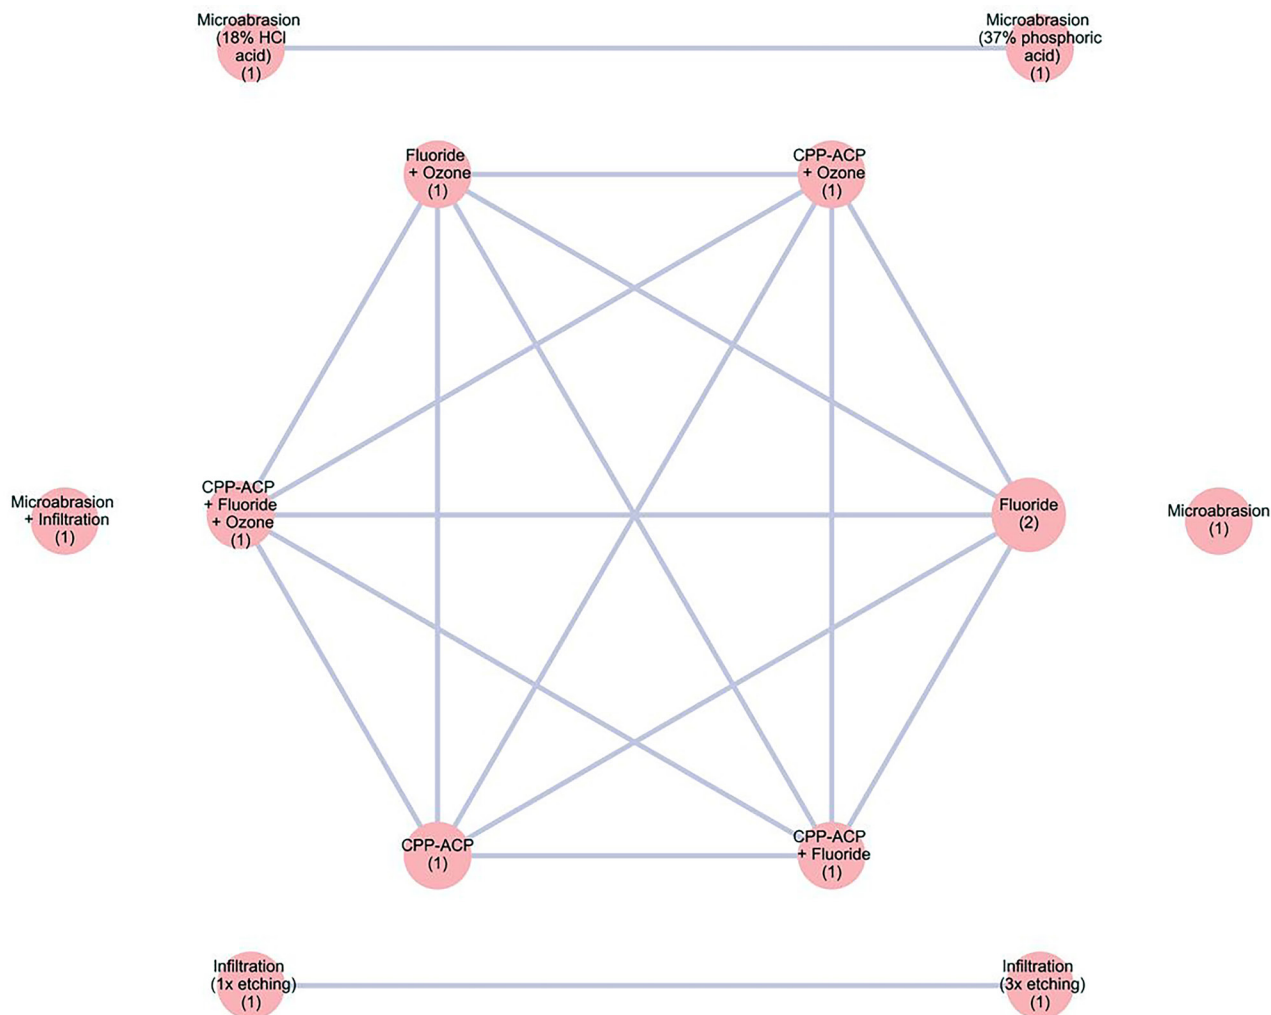 Microabrasion
(18% HCl
acid)
(1)
Microabrasion
(37% phosphoric
acid)
(1)
Fluoride
+ Ozone
(1)
CPP-ACP
+ Ozone
(1)
Microabrasion
+ Infiltration
(1)
CPP-ACP
+ Fluoride
+ Ozone
(1)
Fluoride
(2)
Microabrasion
(1)
CPP-ACP
(1)
CPP-ACP
+ Fluoride
(1)
Infiltration
(1x etching)
(1)
Infiltration
(3x etching)
(1)